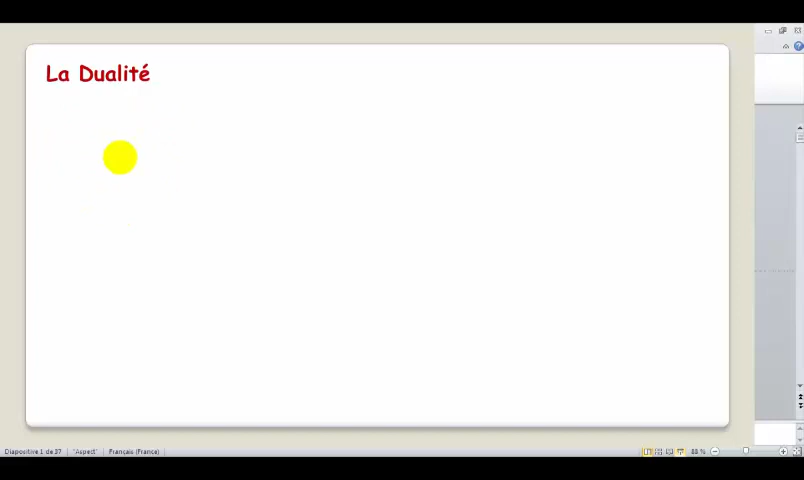 La Dualité
Diapositive 1 de 37 "Aspect" Français (France) 88 %